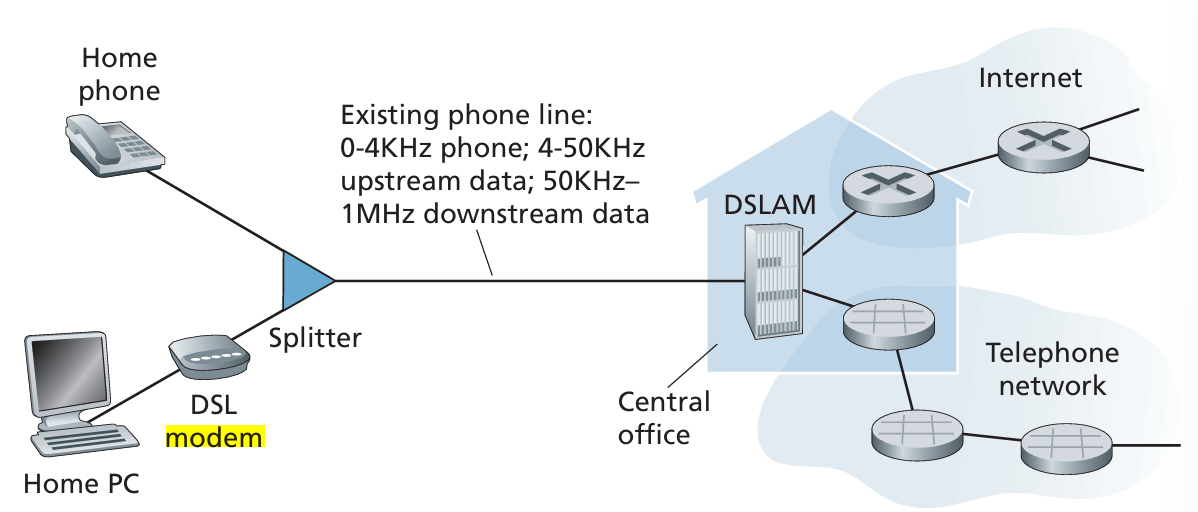 Home
phone
Existing phone line:
0-4KHz phone; 4-50KHz
upstream data; 50KHz–
1MHz downstream data
Internet
DSLAM
Splitter
DSL
modem
Home PC
Central
office
Telephone
network